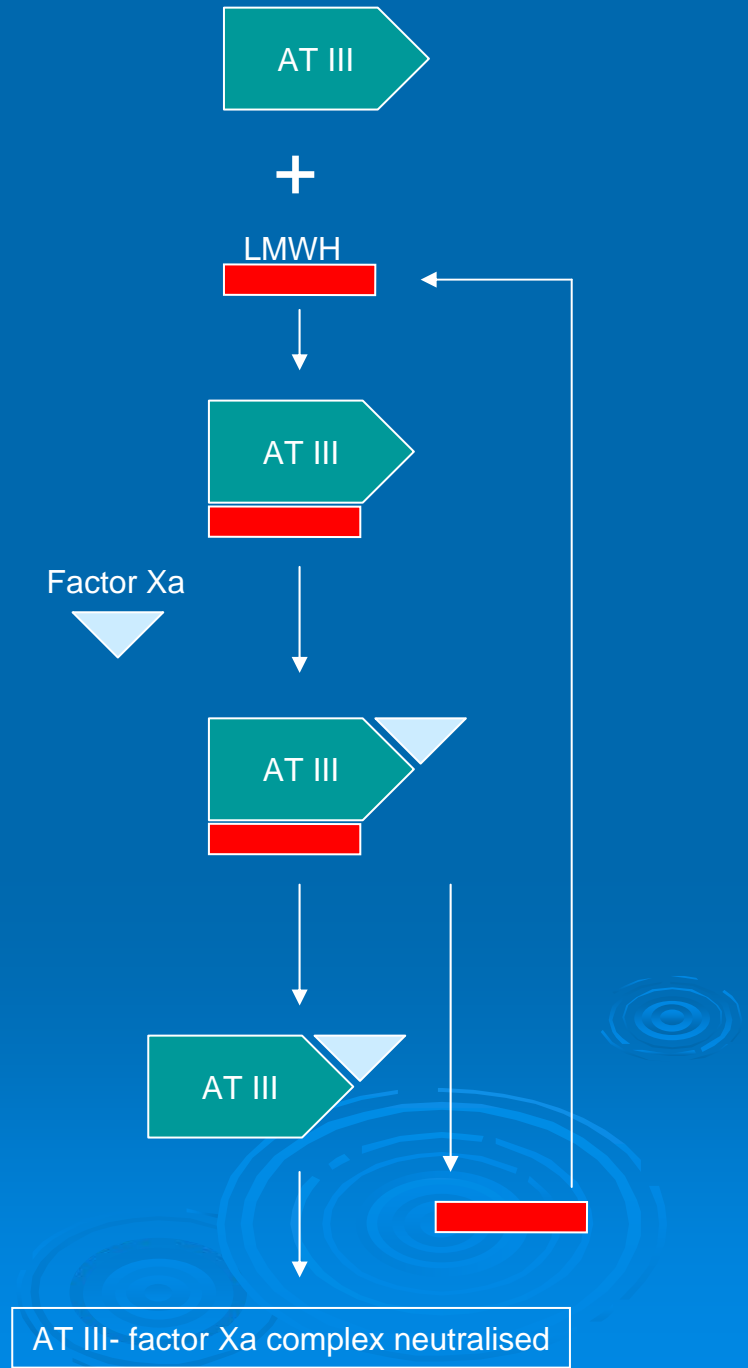 AT III
+
LMWH
AT III
Factor Xa
AT III
AT III
AT III- factor Xa complex neutralised